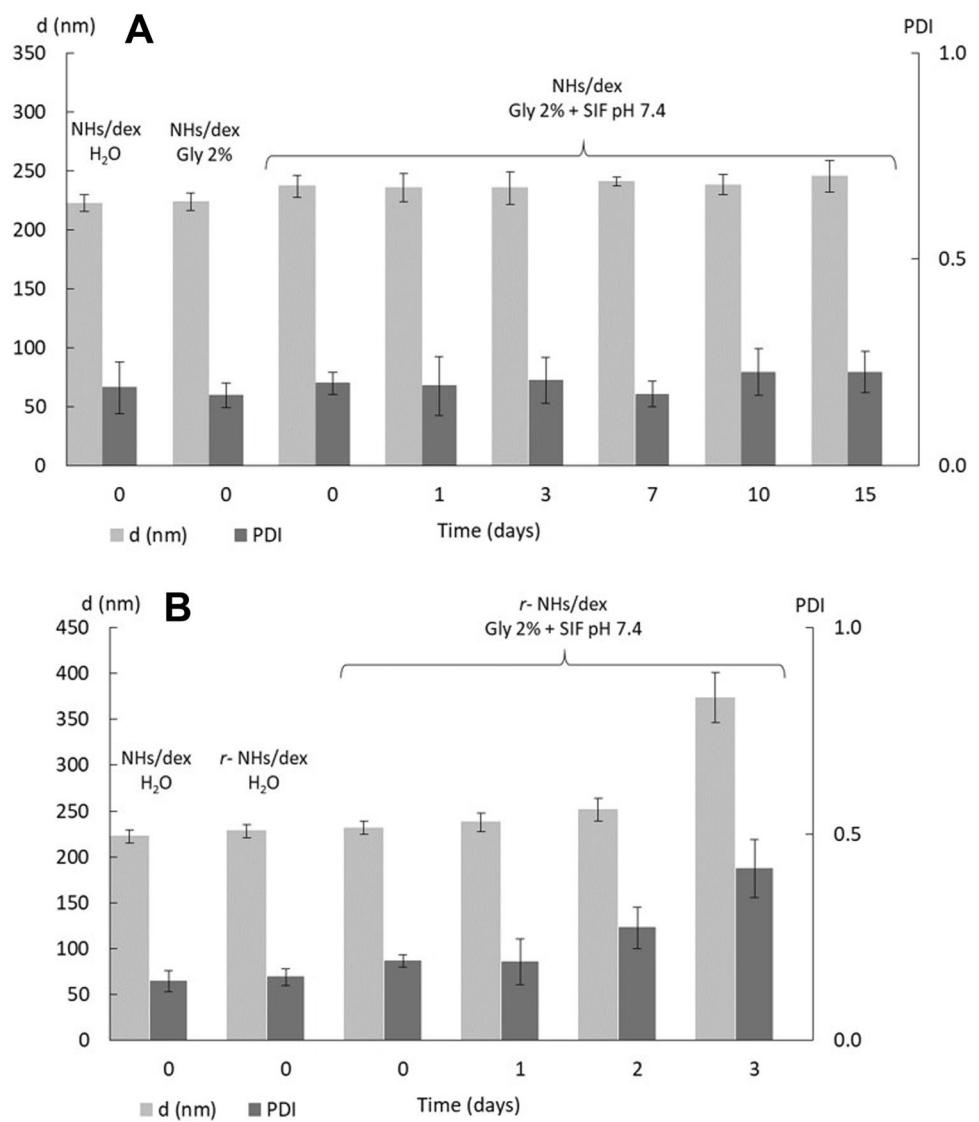 A
d (nm)
PDI
350
300
250
200
150
100
50
0
1.0
0.5
0.0
NHs/dex
H₂O
NHs/dex
Gly 2%
NHs/dex
Gly 2% + SIF pH 7.4
0 0 0 1 3 7 10 15
Time (days)
d (nm) PDI
B
d (nm)
PDI
450
400
350
300
250
200
150
100
50
0
1.0
0.5
0.0
NHs/dex
H₂O
r- NHs/dex
H₂O
r- NHs/dex
Gly 2% + SIF pH 7.4
0 0 0 1 2 3
Time (days)
d (nm) PDI